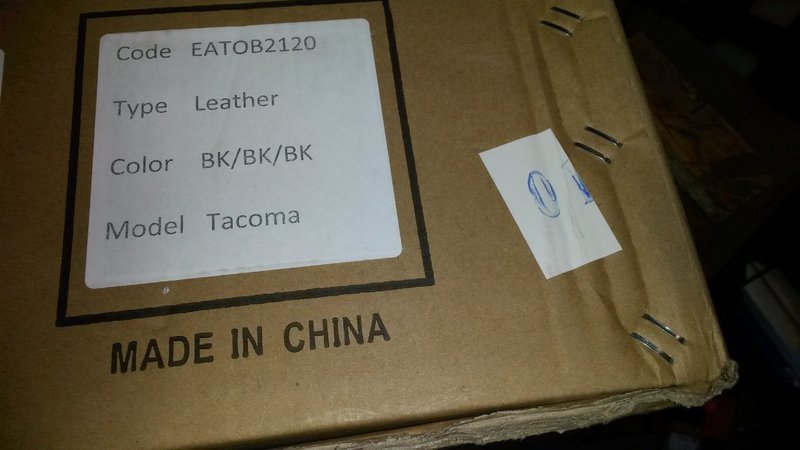 Code EATOB2120
Type Leather
Color BK/BK/BK
Model Tacoma
MADE IN CHINA